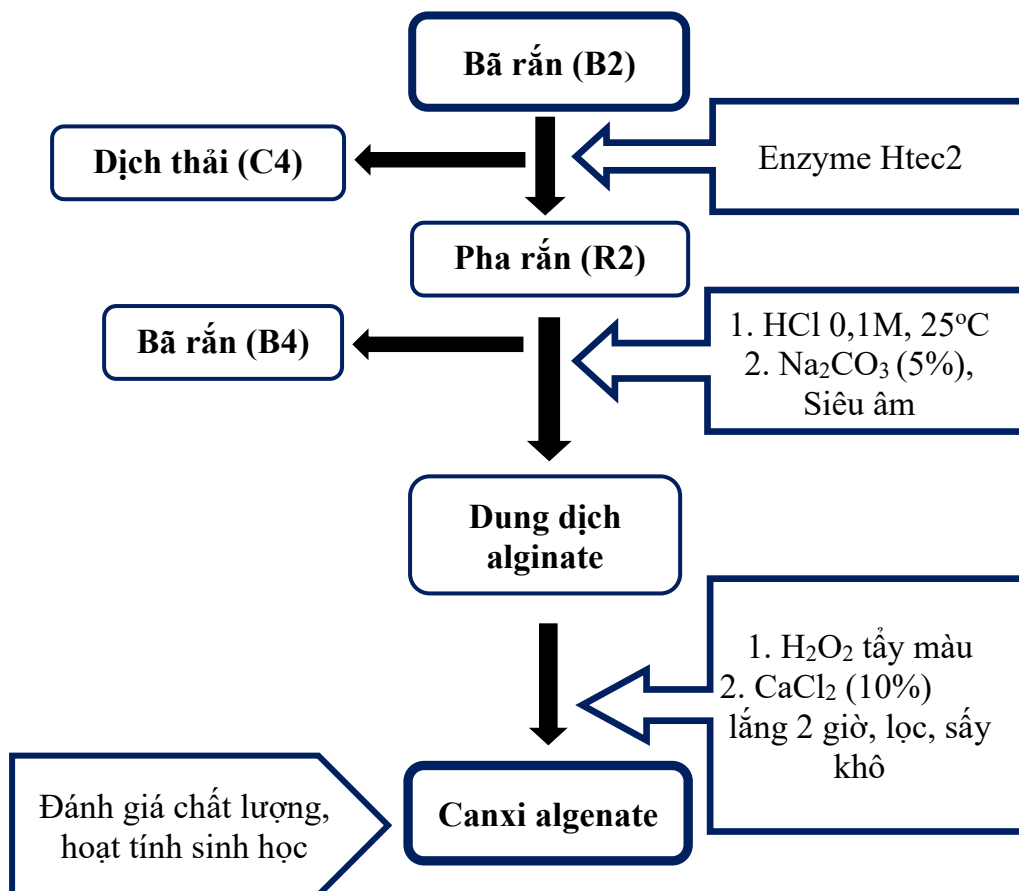 Bã rắn (B2)
Dịch thải (C4)
Enzyme Htec2
Pha rắn (R2)
Bã rắn (B4)
1. HCl 0,1M, 25ºC
2. Na₂CO₃ (5%),
Siêu âm
Dung dịch
alginate
1. H₂O₂ tẩy màu
2. CaCl₂ (10%)
lắng 2 giờ, lọc, sấy
khô
Đánh giá chất lượng,
hoạt tính sinh học
Canxi algenate